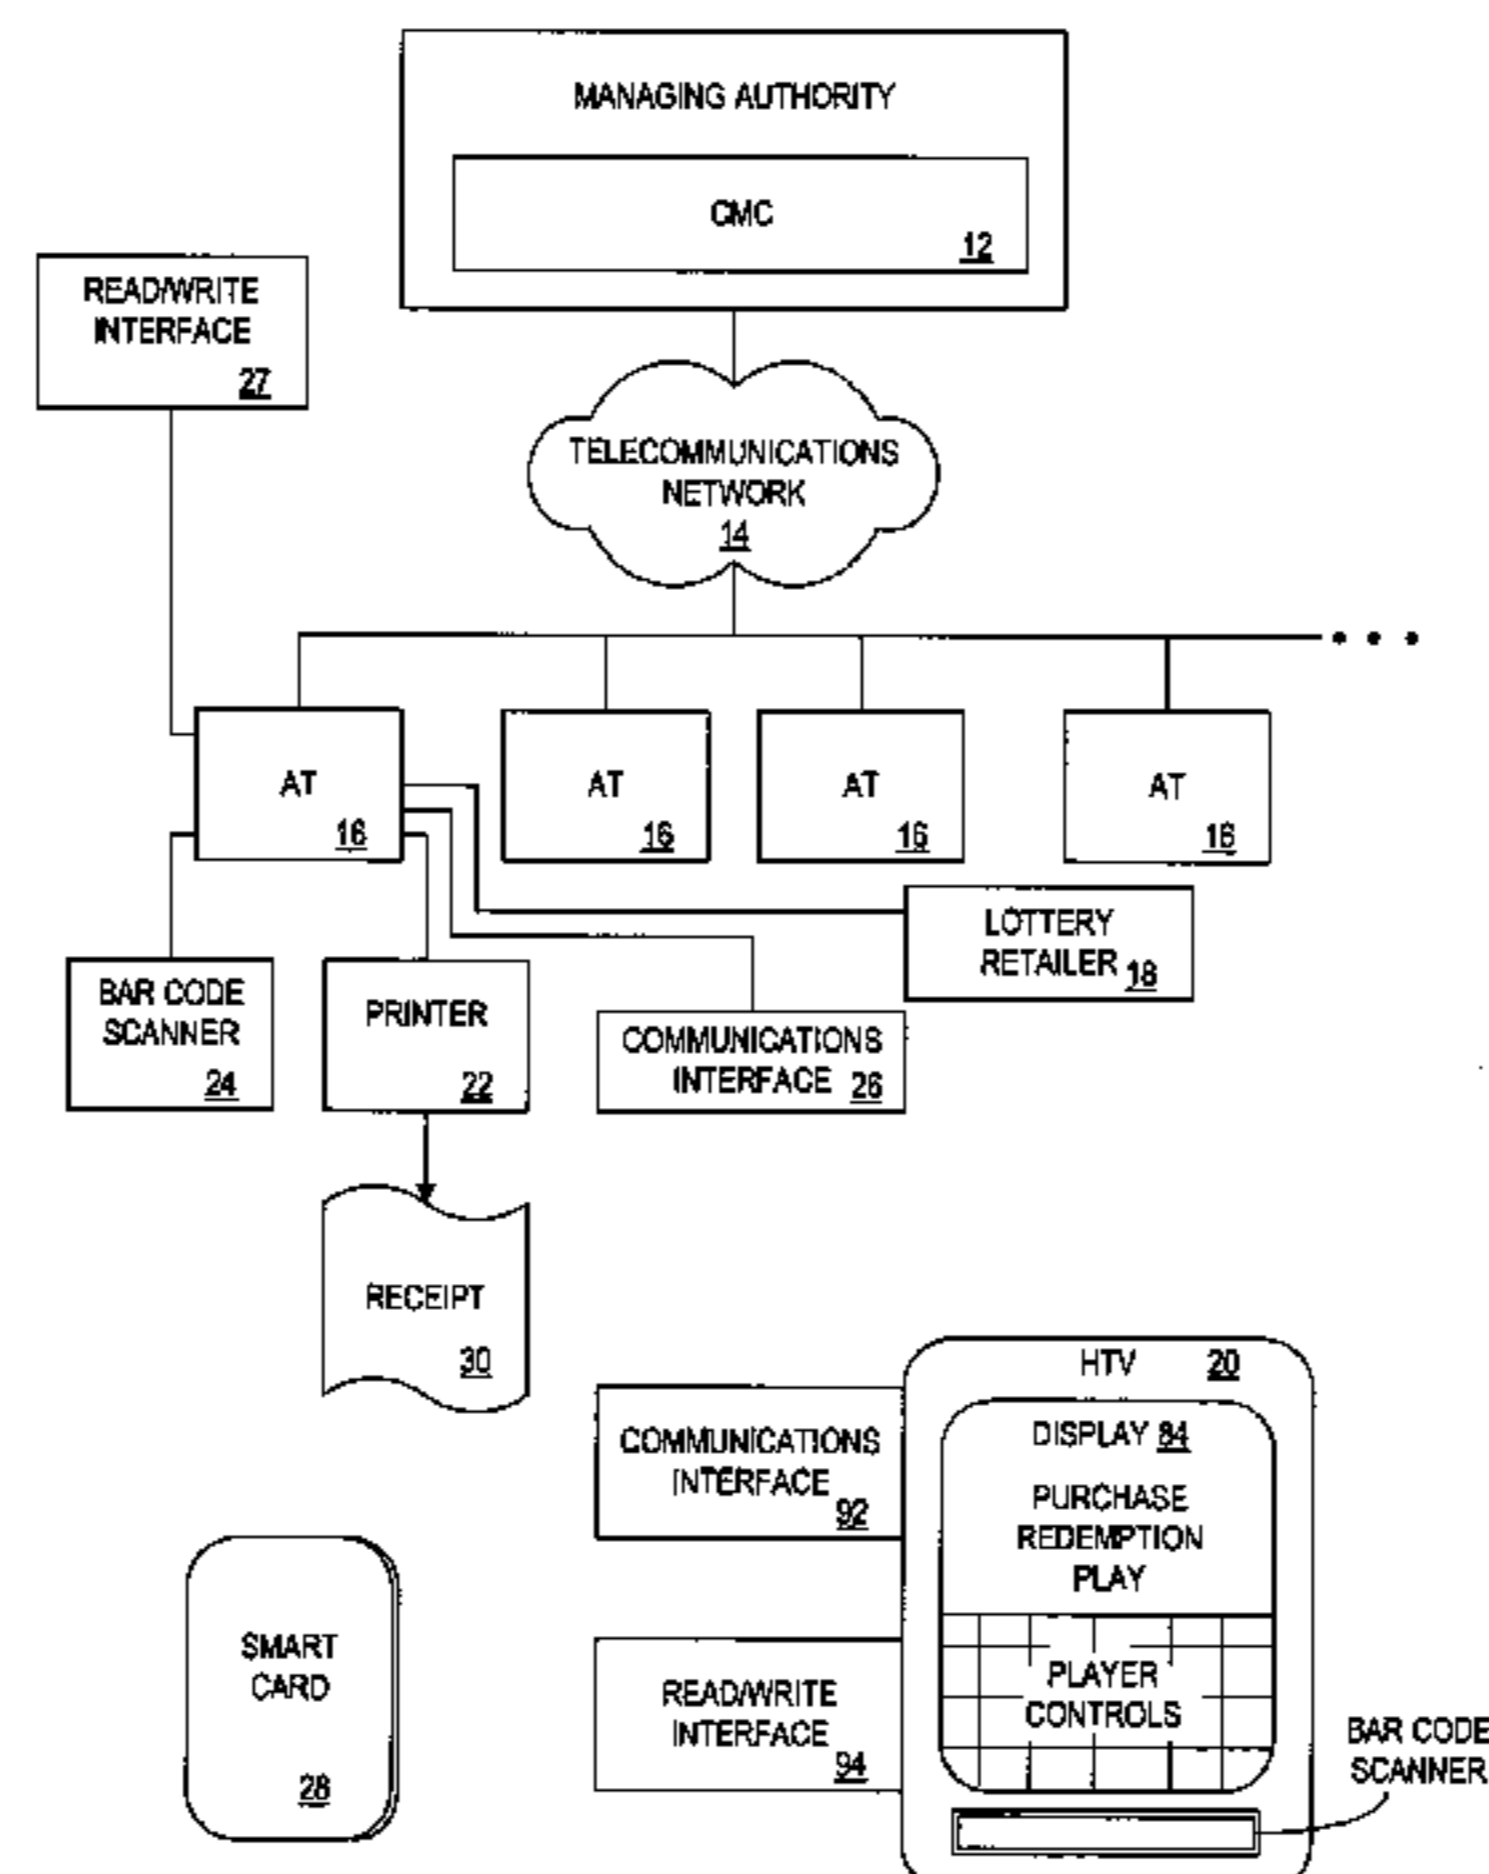 MANAGING AUTHORITY
CMC
12
READ/WRITE
INTERFACE
27
TELECOMMUNICATIONS
NETWORK
14
AT
16
AT
16
AT
16
AT
16
LOTTERY
RETAILER 18
BAR CODE
SCANNER
24
PRINTER
22
COMMUNICATIONS
INTERFACE 26
RECEIPT
30
HTV 20
DISPLAY 84
PURCHASE
REDEMPTION
PLAY
PLAYER
CONTROLS
COMMUNICATIONS
INTERFACE
92
READ/WRITE
INTERFACE
94
SMART
CARD
28
BAR CODE
SCANNER